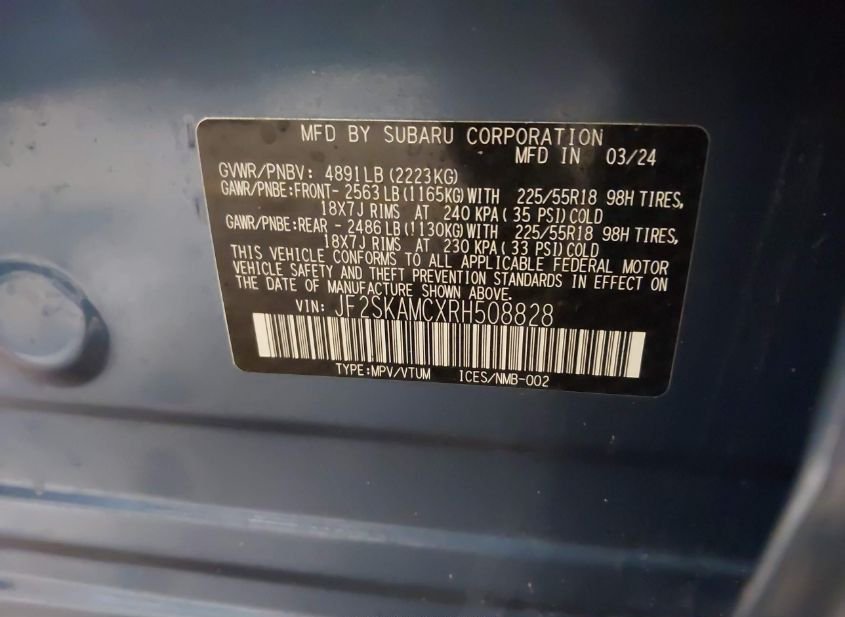 MFD BY SUBARU CORPORATION
MFD IN 03/24
GVWR/PNBV: 4891LB (2223KG)
GAWR/PNBE:FRONT- 2563 LB(1165KG) WITH 225/55R18 98H TIRES,
18X7J RIMS AT 240 KPA ( 35 PSI) COLD
GAWR/PNBE:REAR - 2486 LB(1130KG) WITH 225/55R18 98H TIRES,
18X7J RIMS AT 230 KPA ( 33 PSI) COLD
THIS VEHICLE CONFORMS TO ALL APPLICABLE FEDERAL MOTOR
VEHICLE SAFETY AND THEFT PREVENTION STANDARDS IN EFFECT ON
THE DATE OF MANUFACTURE SHOWN ABOVE.
VIN: JF2SKAMCXRH508828
TYPE:MPV/VTUM ICES/NMB-002